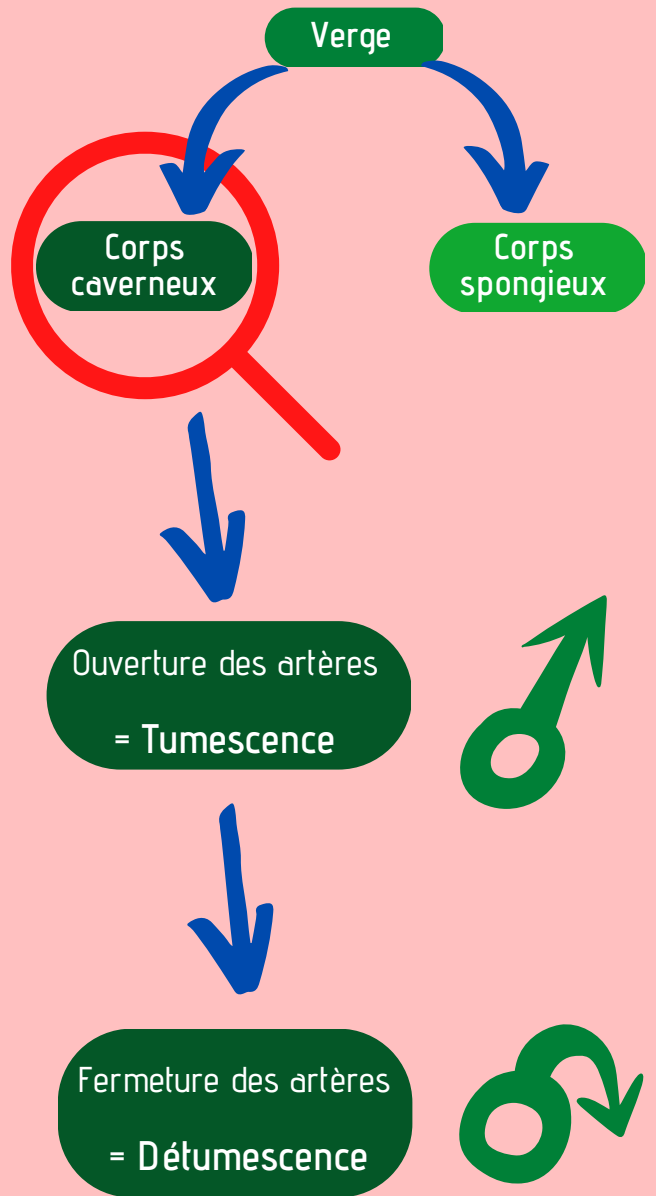 Verge
Corps
caverneux
Corps
spongieux
Ouverture des artères
= Tumescence
Fermeture des artères
= Détumescence